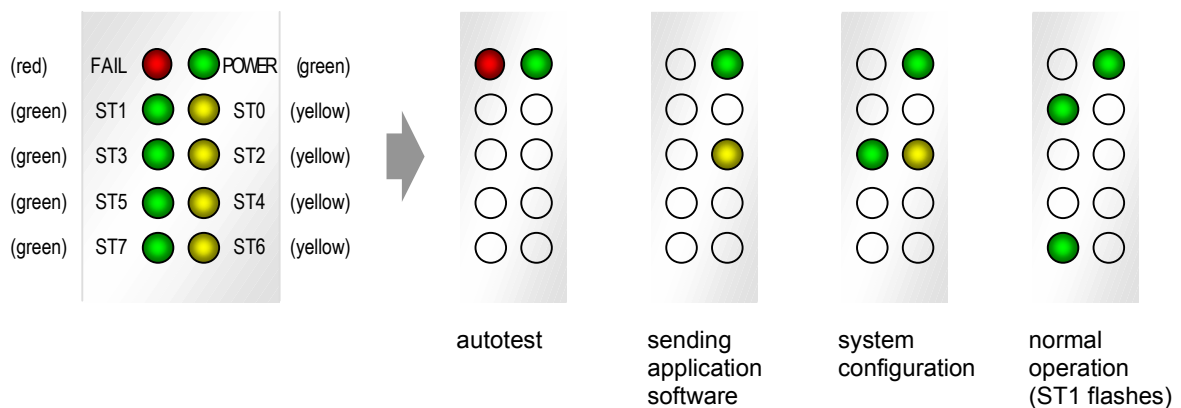 (red) FAIL POWER (green)
(green) ST1 ST0 (yellow)
(green) ST3 ST2 (yellow)
(green) ST5 ST4 (yellow)
(green) ST7 ST6 (yellow)
autotest
sending
application
software
system
configuration
normal
operation
(ST1 flashes)